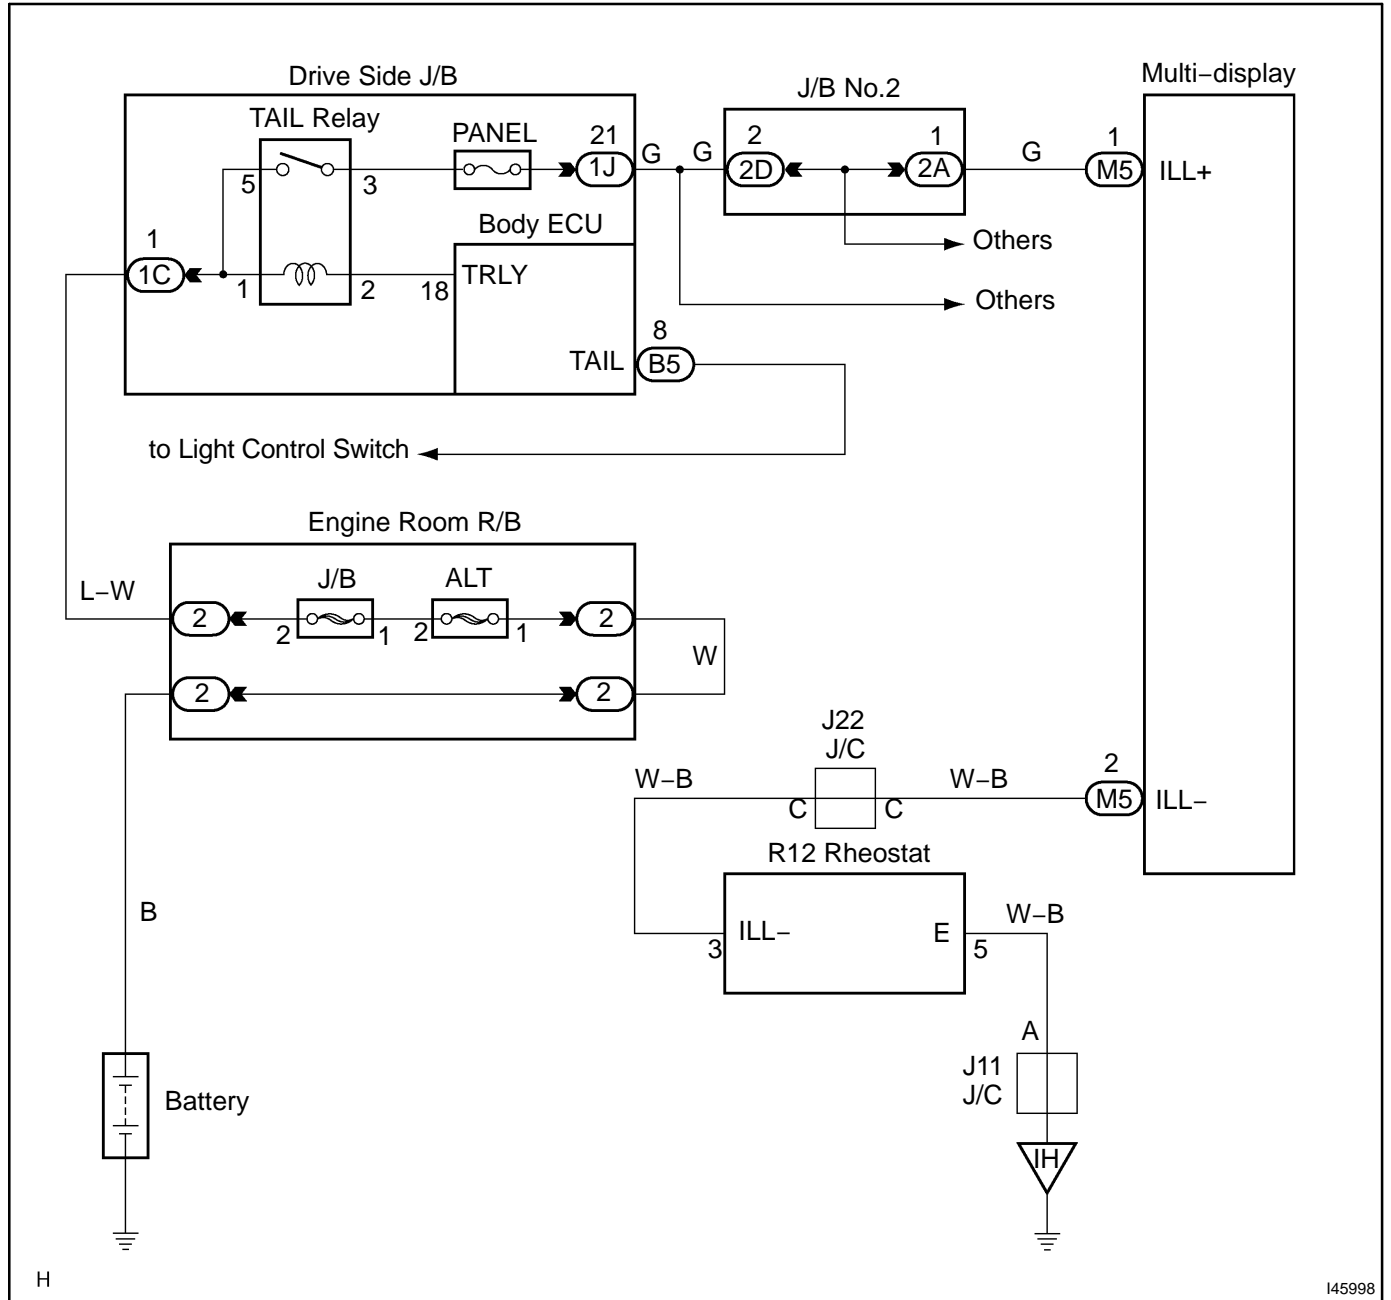 Drive Side J/B
J/B No.2
Multi−display
TAIL Relay
PANEL
21
1J
G
G
2
2D
1
2A
G
1
M5
ILL+
5
3
Body ECU
Others
1
1C
1
2
18
TRLY
Others
8
TAIL
B5
to Light Control Switch
Engine Room R/B
L−W
J/B
ALT
2
2
1
2
1
2
W
2
2
J22
J/C
W−B
C
C
W−B
2
M5
ILL−
R12 Rheostat
B
3
ILL−
E
5
W−B
A
J11
J/C
Battery
IH
H
I45998